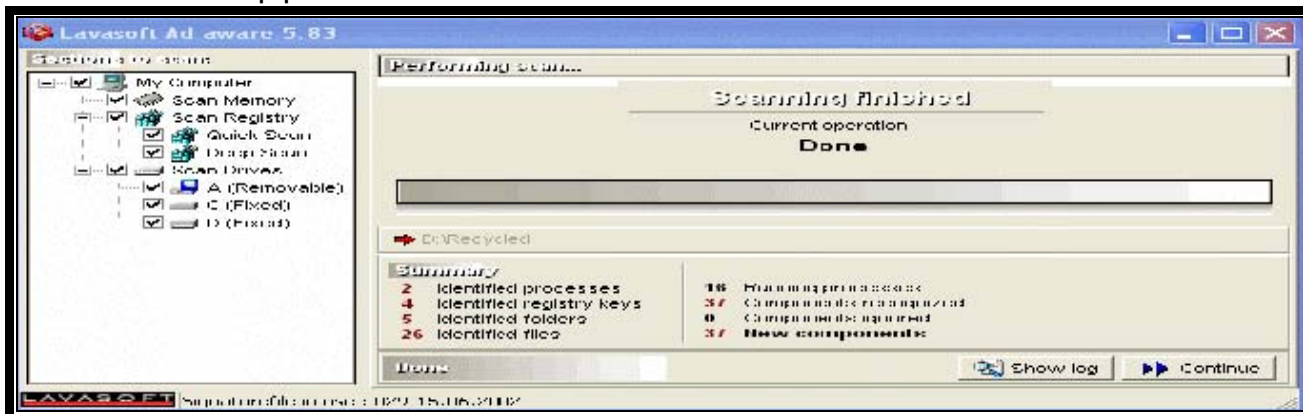 Lavasoft Ad-aware 5.83
My Computer
Scan Memory
Scan Registry
Quick Scan
Deep Scan
Scan Drives
A (Removable)
C (Fixed)
D (Fixed)
Performing scan...
Scanning finished
Current operation
Done
D:\Recycled
Summary
2 Identified processes
4 Identified registry keys
5 Identified folders
26 Identified files
Running processes
37 Components recognized
0 Components ignored
37 New components
Done
Show log
Continue
LAVASOFT
15.06.2002